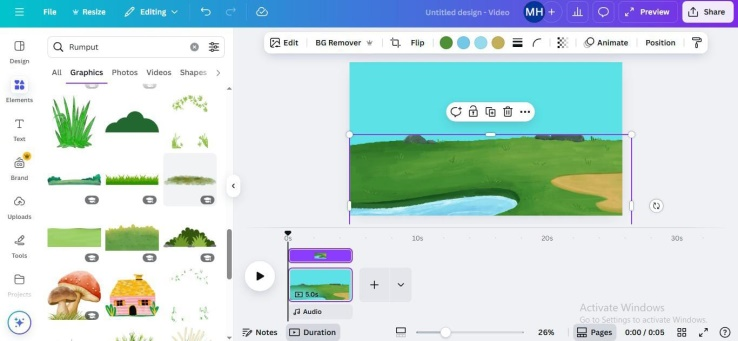 File Resize Editing Untitled design - Video MH + Preview Share
Rumput
Edit BG Remover Flip Animate Position
All Graphics Photos Videos Shapes
Design
Elements
Text
Brand
Uploads
Tools
Projects
0s 10s 20s 30s
5.0s
Audio
Activate Windows
Go to Settings to activate Windows.
Notes Duration 26% Pages 0:00 / 0:05